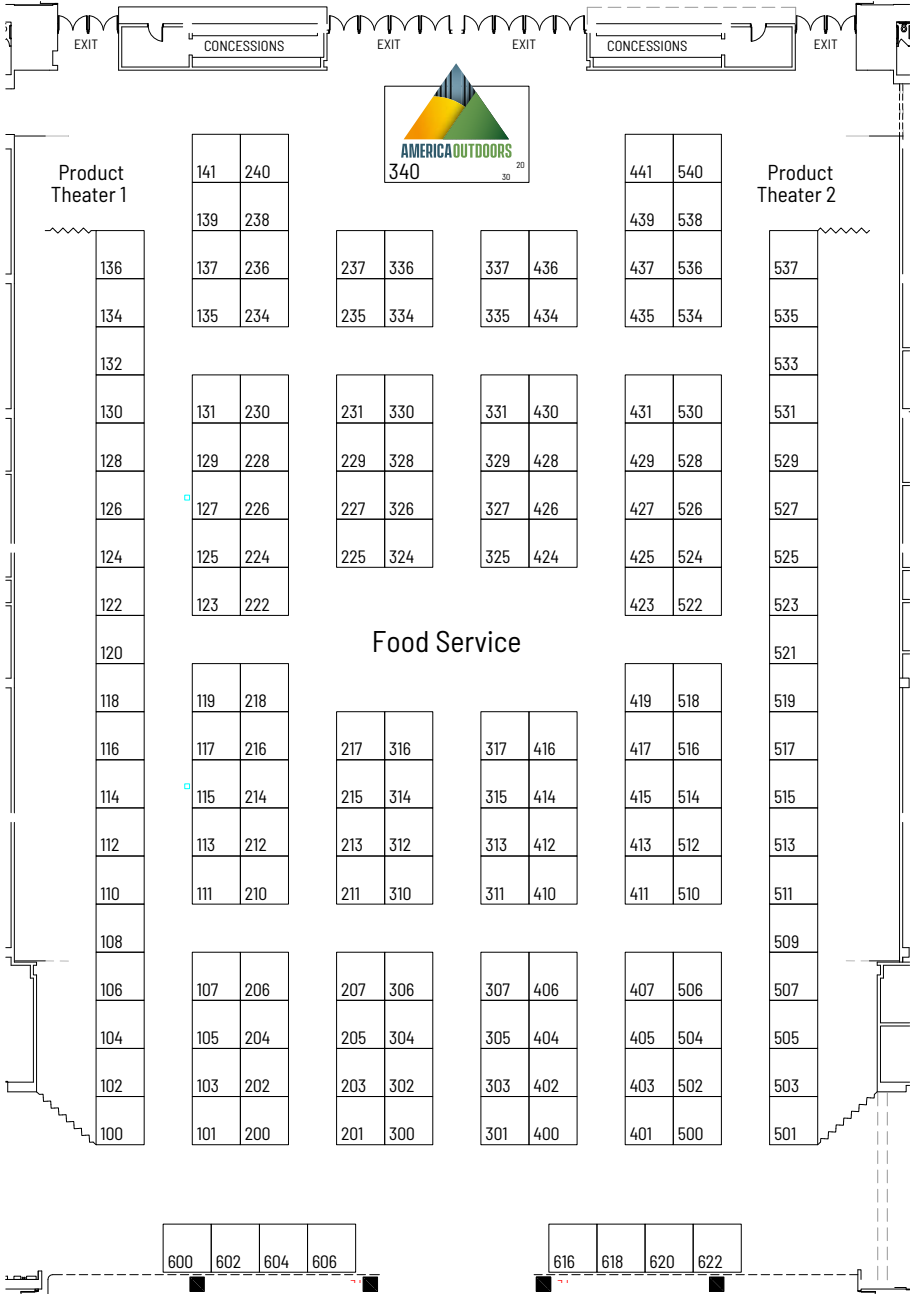 EXIT
CONCESSIONS
EXIT
EXIT
CONCESSIONS
EXIT
AMERICA OUTDOORS
340
20
30
Product
Theater 1
Product
Theater 2
141 240 441 540
139 238 439 538
136 137 236 237 336 337 436 437 536 537
134 135 234 235 334 335 434 435 534 535
132 533
130 131 230 231 330 331 430 431 530 531
128 129 228 229 328 329 428 429 528 529
126 127 226 227 326 327 426 427 526 527
124 125 224 225 324 325 424 425 524 525
122 123 222 423 522 523
Food Service
120 521
118 119 218 419 518 519
116 117 216 217 316 317 416 417 516 517
114 115 214 215 314 315 414 415 514 515
112 113 212 213 312 313 412 413 512 513
110 111 210 211 310 311 410 411 510 511
108 509
106 107 206 207 306 307 406 407 506 507
104 105 204 205 304 305 404 405 504 505
102 103 202 203 302 303 402 403 502 503
100 101 200 201 300 301 400 401 500 501
600 602 604 606 616 618 620 622